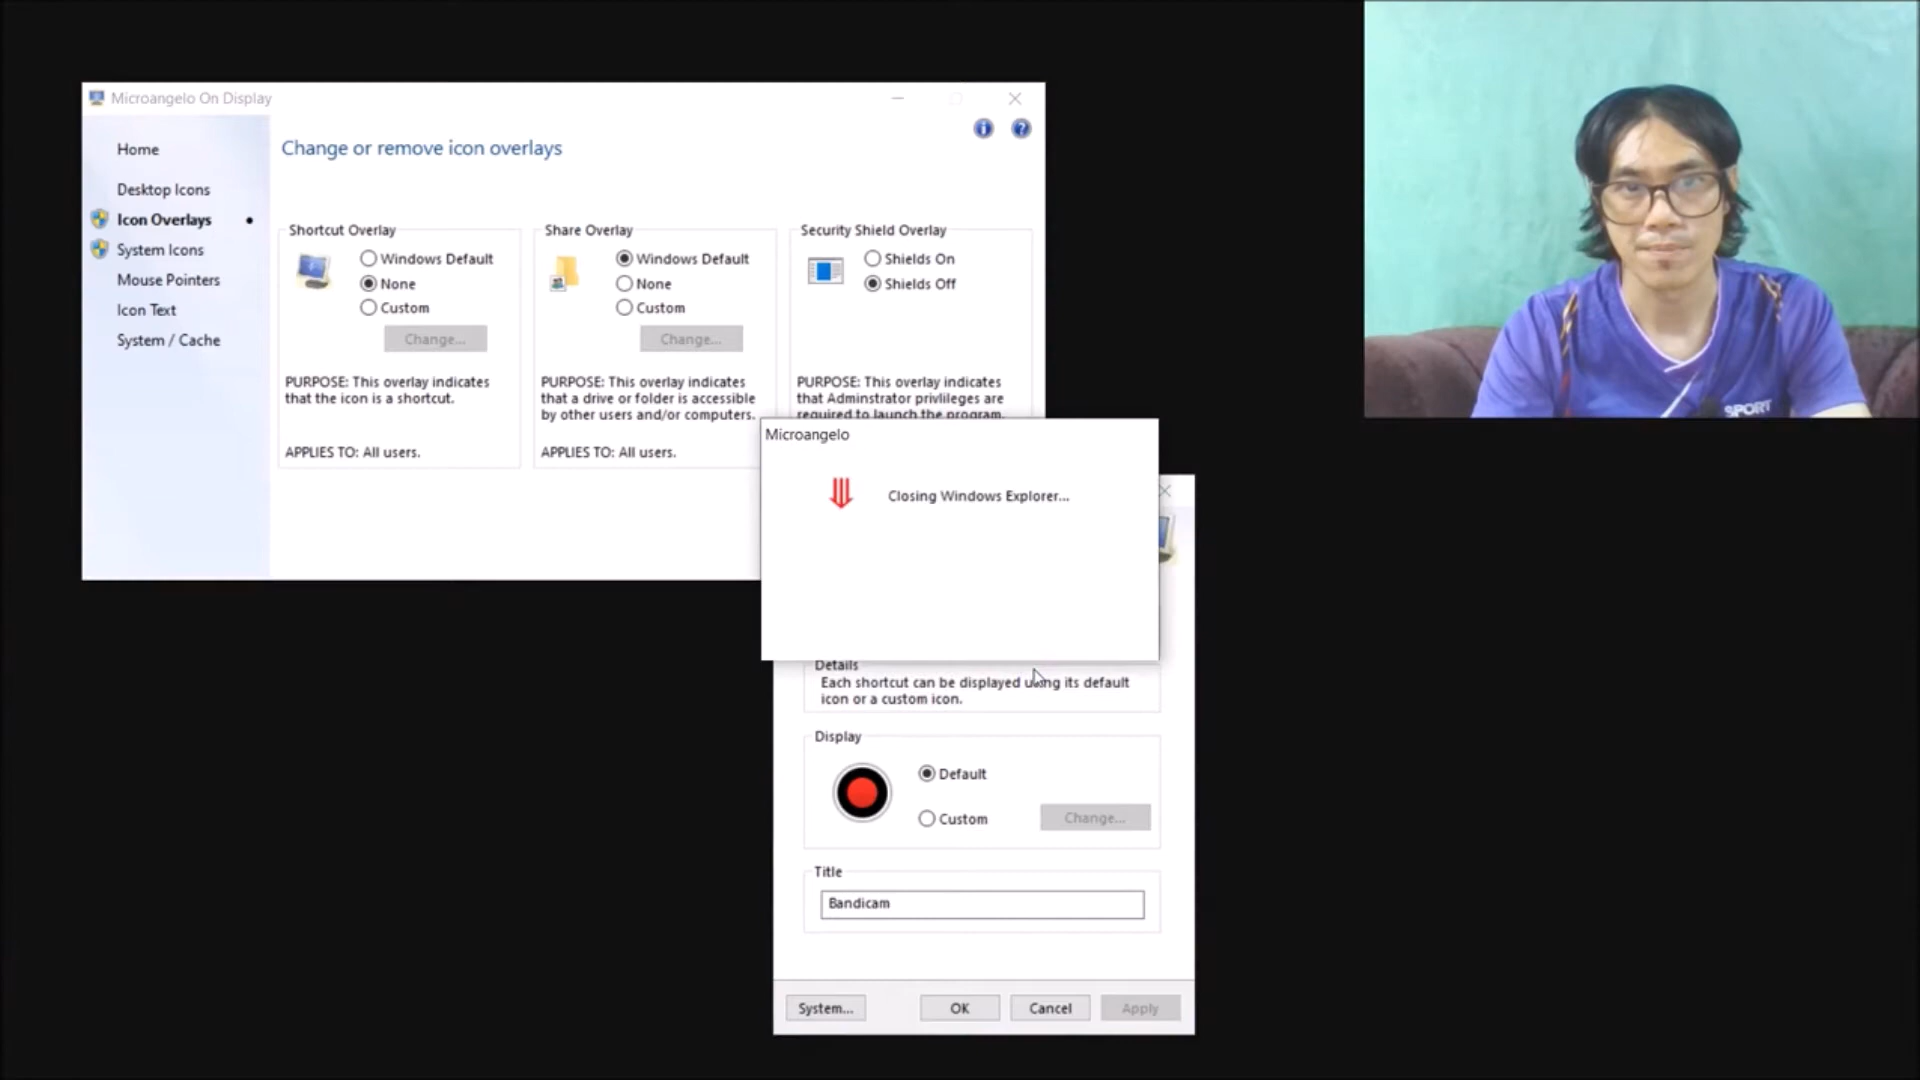 Microangelo On Display
Home
Desktop Icons
Icon Overlays
System Icons
Mouse Pointers
Icon Text
System / Cache
Change or remove icon overlays
Shortcut Overlay
Windows Default
None
Custom
Change...
PURPOSE: This overlay indicates
that the icon is a shortcut.
APPLIES TO: All users.
Share Overlay
Windows Default
None
Custom
Change...
PURPOSE: This overlay indicates
that a drive or folder is accessible
by other users and/or computers.
APPLIES TO: All users.
Security Shield Overlay
Shields On
Shields Off
PURPOSE: This overlay indicates
that Adminstrator privlileges are
required to launch the program.
Microangelo
Closing Windows Explorer...
Details
Each shortcut can be displayed using its default
icon or a custom icon.
Display
Default
Custom
Change...
Title
Bandicam
System...
OK
Cancel
Apply
SPORT